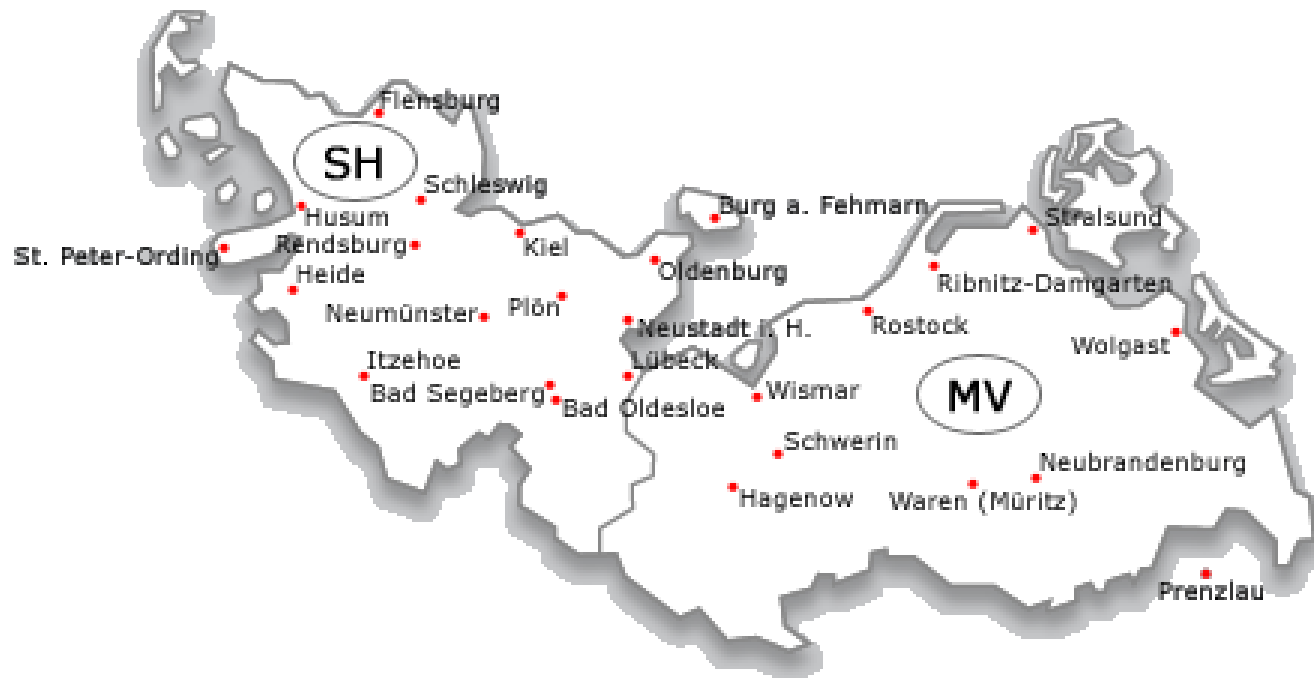 Flensburg
SH
Schleswig
Husum
Burg a. Fehmarn
Stralsund
Rendsburg
Kiel
St. Peter-Ording
Heide
Oldenburg
Ribnitz-Damgarten
Neumünster
Plön
Neustadt i. H.
Rostock
Wolgast
Itzehoe
Lübeck
Bad Segeberg
Wismar
MV
Bad Oldesloe
Schwerin
Neubrandenburg
Hagenow
Waren (Müritz)
Prenzlau